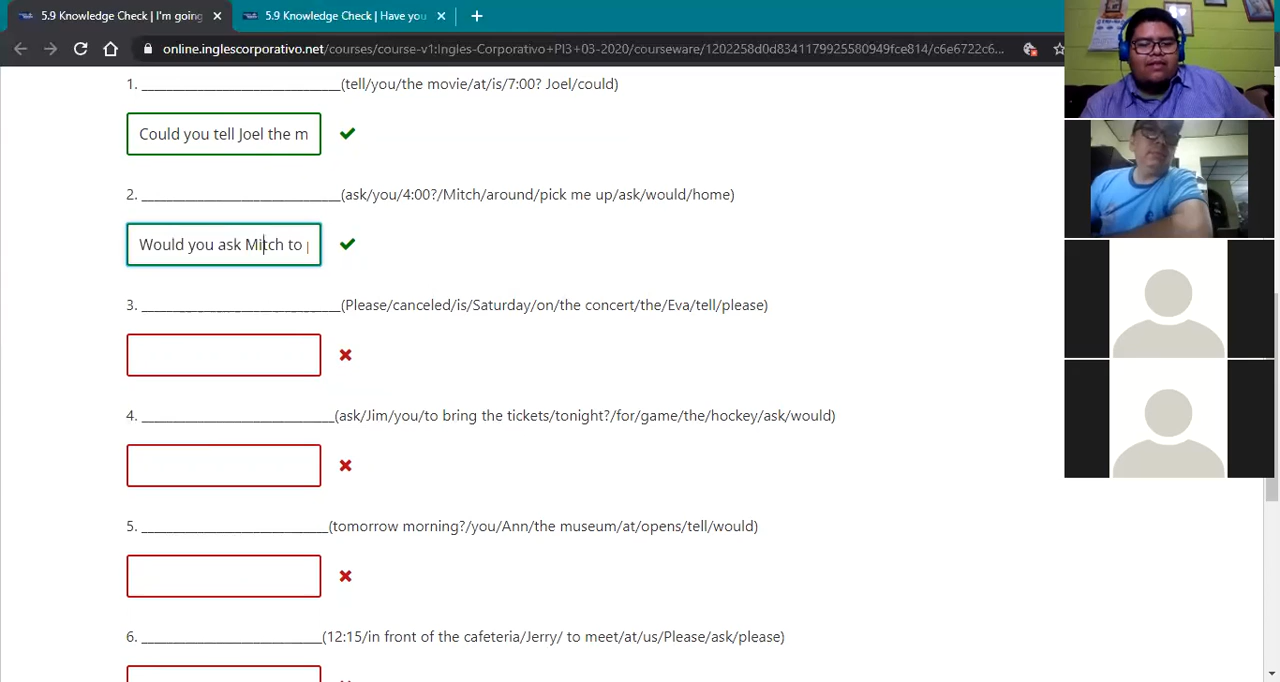 5.9 Knowledge Check | I'm going
5.9 Knowledge Check | Have you
online.inglescorporativo.net/courses/course-v1:Ingles-Corporativo+PI3+03-2020/courseware/1202258d0d8341179925580949fce814/c6e6722c6...
1. ____________________________(tell/you/the movie/at/is/7:00? Joel/could)
Could you tell Joel the m
2. ____________________________(ask/you/4:00?/Mitch/around/pick me up/ask/would/home)
Would you ask Mitch to p
3. ____________________________(Please/canceled/is/Saturday/on/the concert/the/Eva/tell/please)
4. ___________________________(ask/Jim/you/to bring the tickets/tonight?/for/game/the/hockey/ask/would)
5. __________________________(tomorrow morning?/you/Ann/the museum/at/opens/tell/would)
6. _________________________(12:15/in front of the cafeteria/Jerry/ to meet/at/us/Please/ask/please)